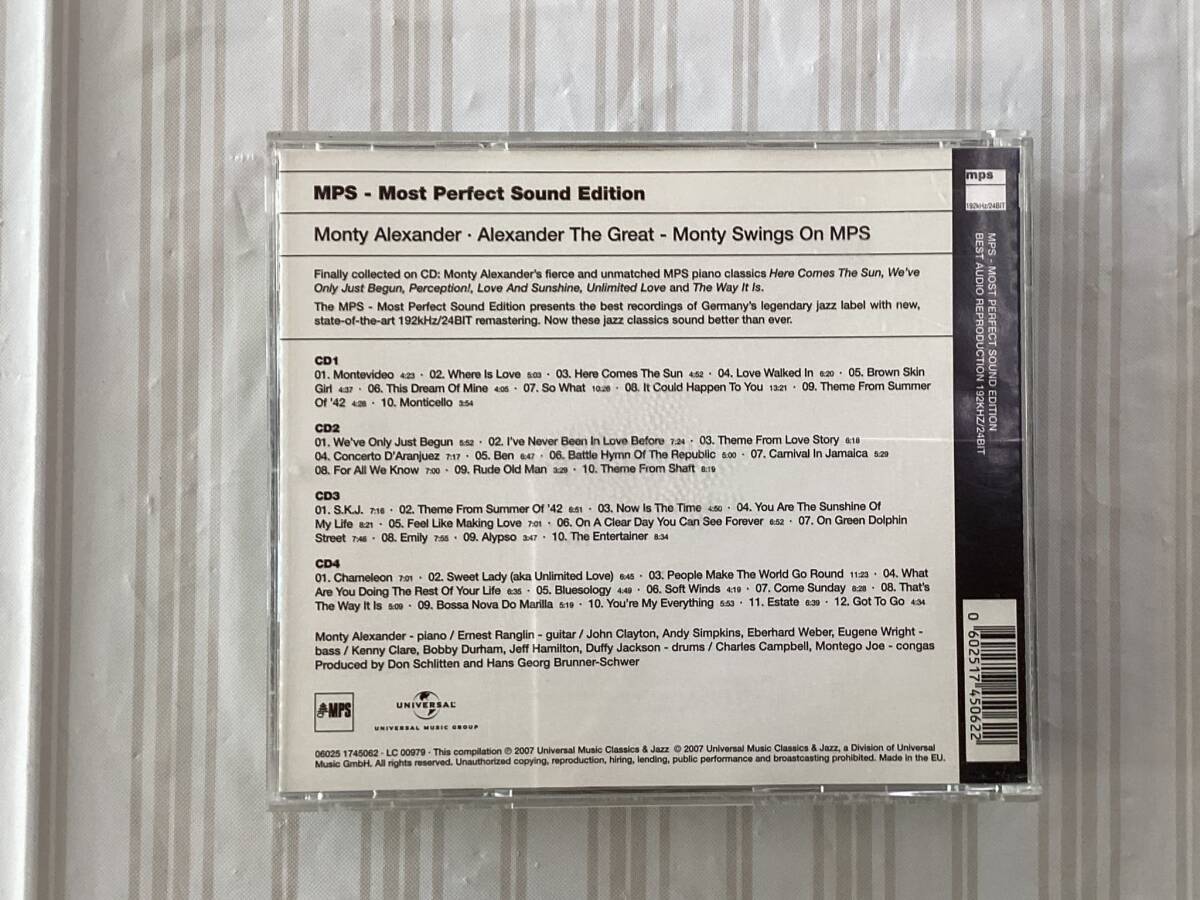 MPS - Most Perfect Sound Edition
Monty Alexander · Alexander The Great - Monty Swings On MPS
Finally collected on CD: Monty Alexander's fierce and unmatched MPS piano classics Here Comes The Sun, We've
Only Just Begun, Perception!, Love And Sunshine, Unlimited Love and The Way It Is.
The MPS - Most Perfect Sound Edition presents the best recordings of Germany's legendary jazz label with new,
state-of-the-art 192kHz/24BIT remastering. Now these jazz classics sound better than ever.
CD1
01. Montevideo 4:23 · 02. Where Is Love 5:03 · 03. Here Comes The Sun 4:52 · 04. Love Walked In 6:20 · 05. Brown Skin
Girl 4:37 · 06. This Dream Of Mine 4:05 · 07. So What 10:26 · 08. It Could Happen To You 13:21 · 09. Theme From Summer
Of '42 4:26 · 10. Monticello 3:54
CD2
01. We've Only Just Begun 5:52 · 02. I've Never Been In Love Before 7:24 · 03. Theme From Love Story 6:18
04. Concerto D'Aranjuez 7:17 · 05. Ben 6:47 · 06. Battle Hymn Of The Republic 5:00 · 07. Carnival In Jamaica 5:29
08. For All We Know 7:00 · 09. Rude Old Man 3:29 · 10. Theme From Shaft 8:19
CD3
01. S.K.J. 7:16 · 02. Theme From Summer Of '42 6:51 · 03. Now Is The Time 4:50 · 04. You Are The Sunshine Of
My Life 8:21 · 05. Feel Like Making Love 7:01 · 06. On A Clear Day You Can See Forever 6:52 · 07. On Green Dolphin
Street 7:46 · 08. Emily 7:55 · 09. Alypso 3:47 · 10. The Entertainer 8:34
CD4
01. Chameleon 7:01 · 02. Sweet Lady (aka Unlimited Love) 6:45 · 03. People Make The World Go Round 11:23 · 04. What
Are You Doing The Rest Of Your Life 6:35 · 05. Bluesology 4:49 · 06. Soft Winds 4:19 · 07. Come Sunday 8:28 · 08. That's
The Way It Is 5:09 · 09. Bossa Nova Do Marilla 5:19 · 10. You're My Everything 5:53 · 11. Estate 6:39 · 12. Got To Go 4:34
Monty Alexander - piano / Ernest Ranglin - guitar / John Clayton, Andy Simpkins, Eberhard Weber, Eugene Wright -
bass / Kenny Clare, Bobby Durham, Jeff Hamilton, Duffy Jackson - drums / Charles Campbell, Montego Joe - congas
Produced by Don Schlitten and Hans Georg Brunner-Schwer
MPS
UNIVERSAL
UNIVERSAL MUSIC GROUP
06025 1745062 · LC 00979 · This compilation ℗ 2007 Universal Music Classics & Jazz © 2007 Universal Music Classics & Jazz, a Division of Universal
Music GmbH. All rights reserved. Unauthorized copying, reproduction, hiring, lending, public performance and broastcasting prohibited. Made in the EU.
mps
192kHz/24BIT
MPS - MOST PERFECT SOUND EDITION
BEST AUDIO REPRODUCTION 192KHZ/24BIT
0 602517 450622